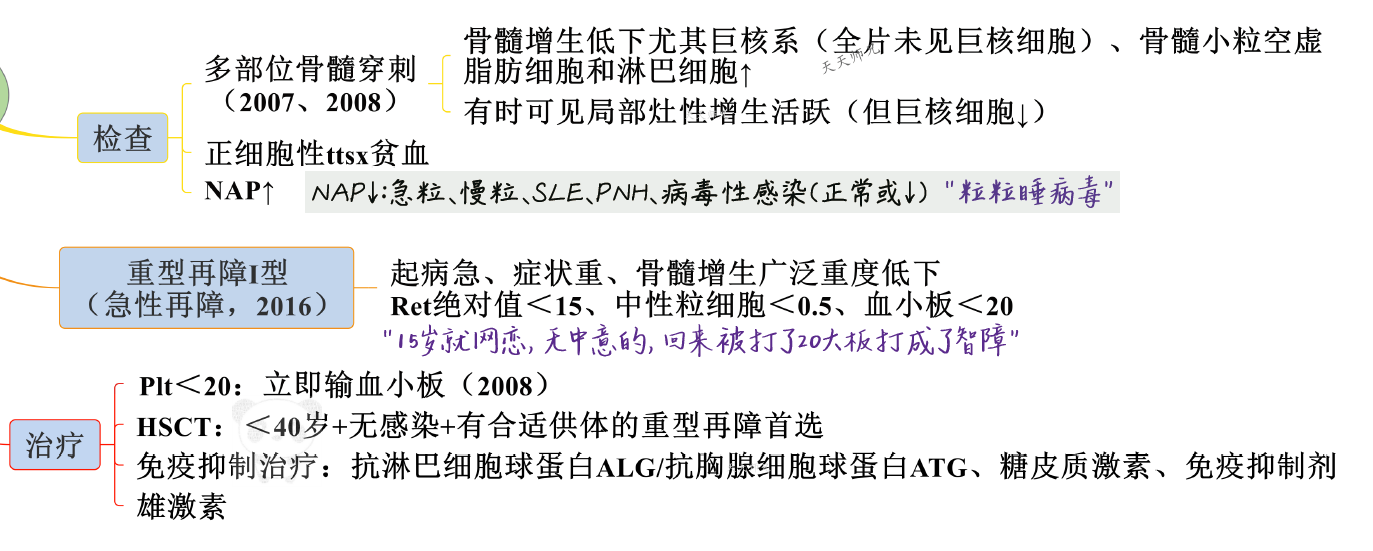 骨髓增生低下尤其巨核系（全片未见巨核细胞）、骨髓小粒空虚
脂肪细胞和淋巴细胞↑
多部位骨髓穿刺
（2007、2008）
有时可见局部灶性增生活跃（但巨核细胞↓）
检查
正细胞性ttsx贫血
NAP↑
NAP↓:急粒、慢粒、SLE、PNH、病毒性感染(正常或↓) "粒粒睡病毒"
重型再障I型
（急性再障，2016）
起病急、症状重、骨髓增生广泛重度低下
Ret绝对值＜15、中性粒细胞＜0.5、血小板＜20
"15岁就网恋,无中意的,回来被打了20大板打成了智障"
治疗
Plt＜20：立即输血小板（2008）
HSCT：＜40岁+无感染+有合适供体的重型再障首选
免疫抑制治疗：抗淋巴细胞球蛋白ALG/抗胸腺细胞球蛋白ATG、糖皮质激素、免疫抑制剂
雄激素